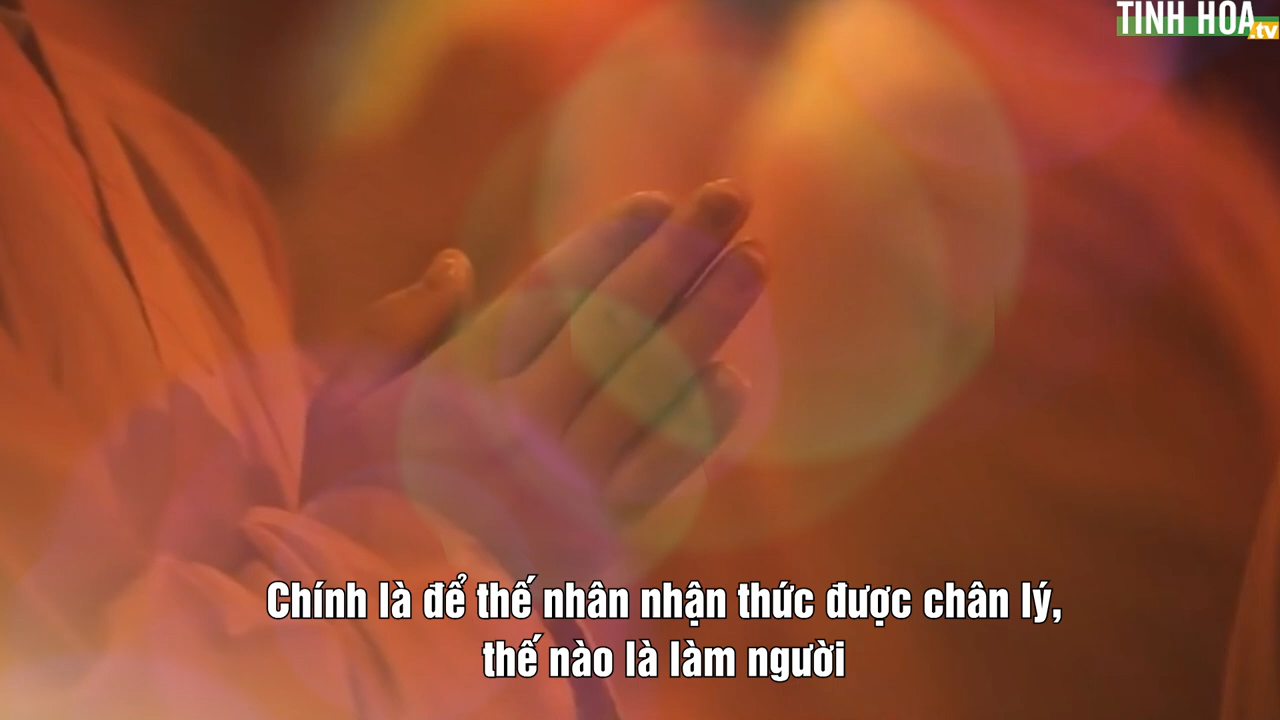 TINH HOA
.tv
Chính là để thế nhân nhận thức được chân lý,
thế nào là làm người